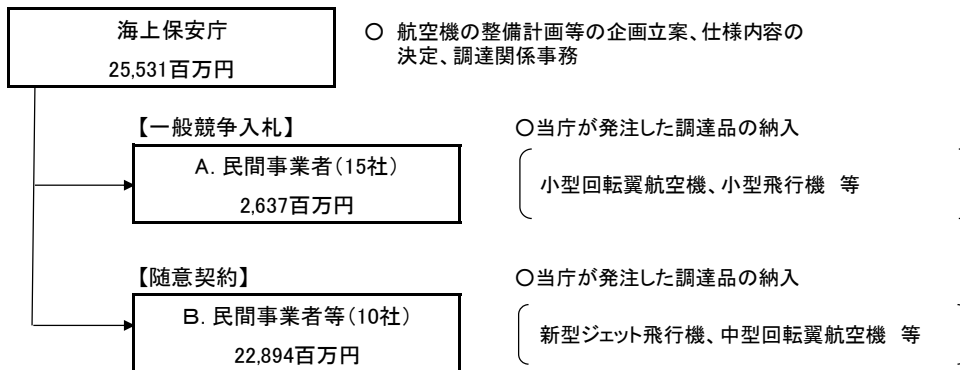 海上保安庁
25,531百万円
○ 航空機の整備計画等の企画立案、仕様内容の
決定、調達関係事務
【一般競争入札】
○当庁が発注した調達品の納入
A. 民間事業者（15社）
2,637百万円
小型回転翼航空機、小型飛行機 等
【随意契約】
○当庁が発注した調達品の納入
B. 民間事業者等（10社）
22,894百万円
新型ジェット飛行機、中型回転翼航空機 等